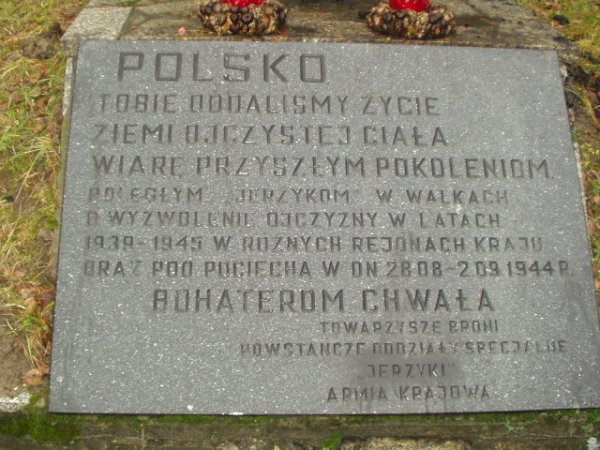 POLSKO
TOBIE ODDALIŚMY ŻYCIE
ZIEMI OJCZYSTEJ CIAŁA
WIARĘ PRZYSZŁYM POKOLENIOM
POLEGŁYM „JERZYKOM" W WALKACH
O WYZWOLENIE OJCZYZNY W LATACH
1939-1945 W RÓŻNYCH REJONACH KRAJU
ORAZ POD POCIECHĄ W DN 28.08-2.09.1944 R.
BOHATEROM CHWAŁA
TOWARZYSZE BRONI
POWSTAŃCZE ODDZIAŁY SPECJALNE
„JERZYKI"
ARMIA KRAJOWA